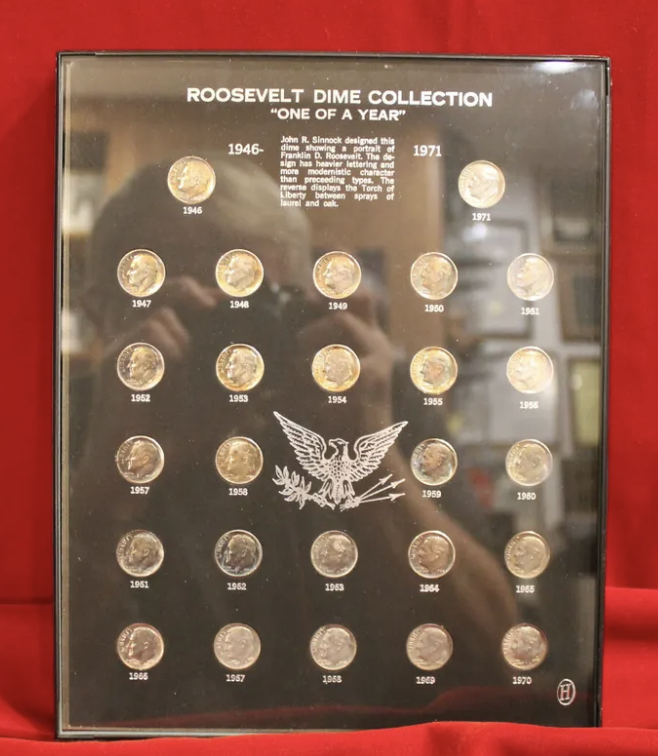 ROOSEVELT DIME COLLECTION
"ONE OF A YEAR"
1946-
John R. Sinnock designed this
dime showing a portrait of
Franklin D. Roosevelt. The de-
sign has heavier lettering and
more modernistic character
than preceeding types. The
reverse displays the Torch of
Liberty between sprays of
laurel and oak.
1971
1946
1971
1947 1948 1949 1950 1951
1952 1953 1954 1955 1956
1957 1958 1959 1960
1961 1962 1963 1964 1965
1966 1967 1968 1969 1970
H